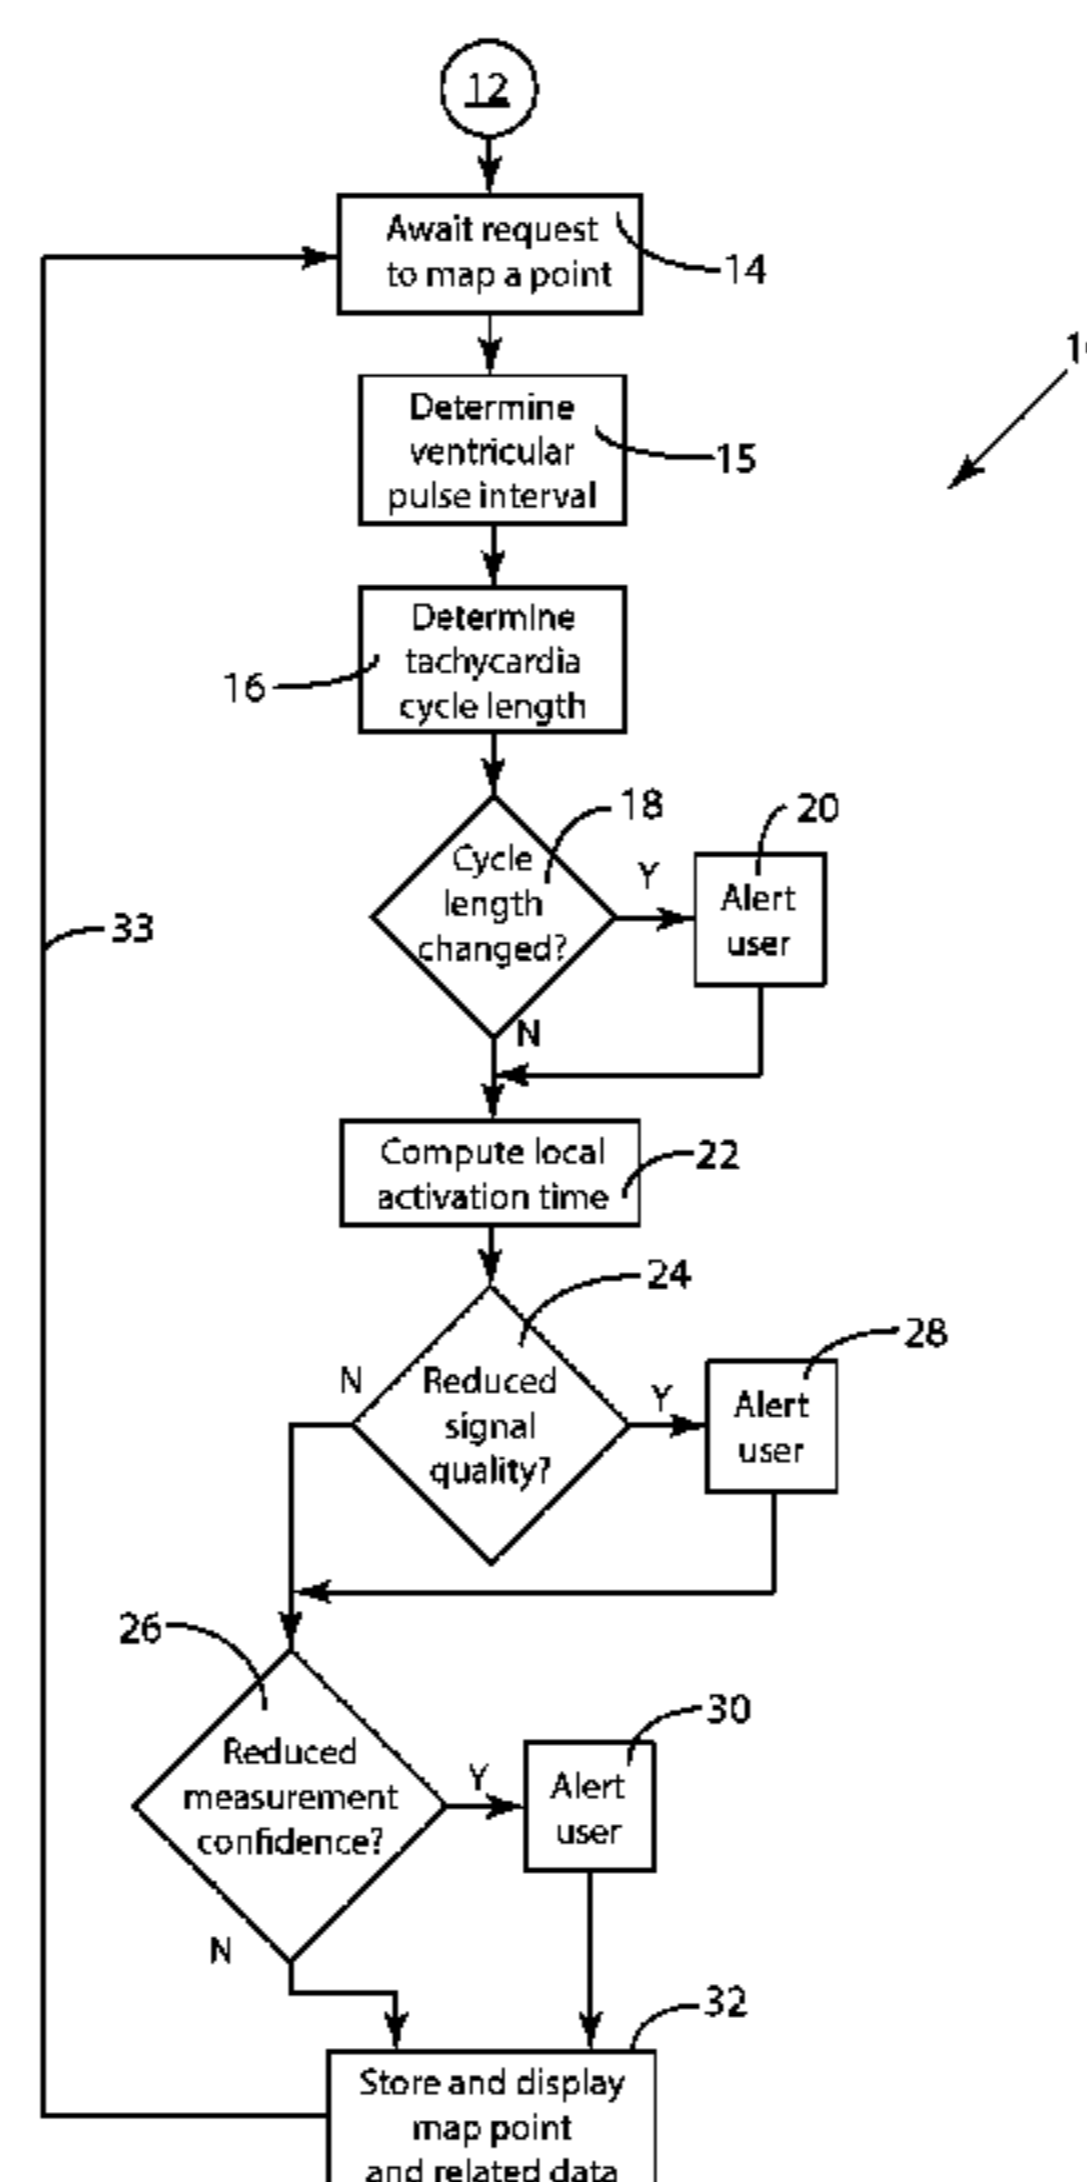 12
Await request
to map a point
14
Determine
ventricular
pulse interval
15
Determine
tachycardia
cycle length
16
Cycle
length
changed?
18
Y
Alert
user
20
N
33
Compute local
activation time
22
Reduced
signal
quality?
24
N
Y
Alert
user
28
26
Reduced
measurement
confidence?
Y
Alert
user
30
N
32
Store and display
map point
and related data